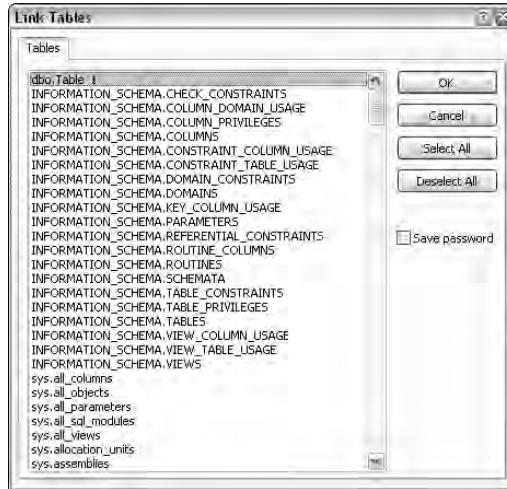 Link Tables
Tables
dbo.Table_1
INFORMATION_SCHEMA.CHECK_CONSTRAINTS
INFORMATION_SCHEMA.COLUMN_DOMAIN_USAGE
INFORMATION_SCHEMA.COLUMN_PRIVILEGES
INFORMATION_SCHEMA.COLUMNS
INFORMATION_SCHEMA.CONSTRAINT_COLUMN_USAGE
INFORMATION_SCHEMA.CONSTRAINT_TABLE_USAGE
INFORMATION_SCHEMA.DOMAIN_CONSTRAINTS
INFORMATION_SCHEMA.DOMAINS
INFORMATION_SCHEMA.KEY_COLUMN_USAGE
INFORMATION_SCHEMA.PARAMETERS
INFORMATION_SCHEMA.REFERENTIAL_CONSTRAINTS
INFORMATION_SCHEMA.ROUTINE_COLUMNS
INFORMATION_SCHEMA.ROUTINES
INFORMATION_SCHEMA.SCHEMATA
INFORMATION_SCHEMA.TABLE_CONSTRAINTS
INFORMATION_SCHEMA.TABLE_PRIVILEGES
INFORMATION_SCHEMA.TABLES
INFORMATION_SCHEMA.VIEW_COLUMN_USAGE
INFORMATION_SCHEMA.VIEW_TABLE_USAGE
INFORMATION_SCHEMA.VIEWS
sys.all_columns
sys.all_objects
sys.all_parameters
sys.all_sql_modules
sys.all_views
sys.allocation_units
sys.assemblies
OK
Cancel
Select All
Deselect All
Save password